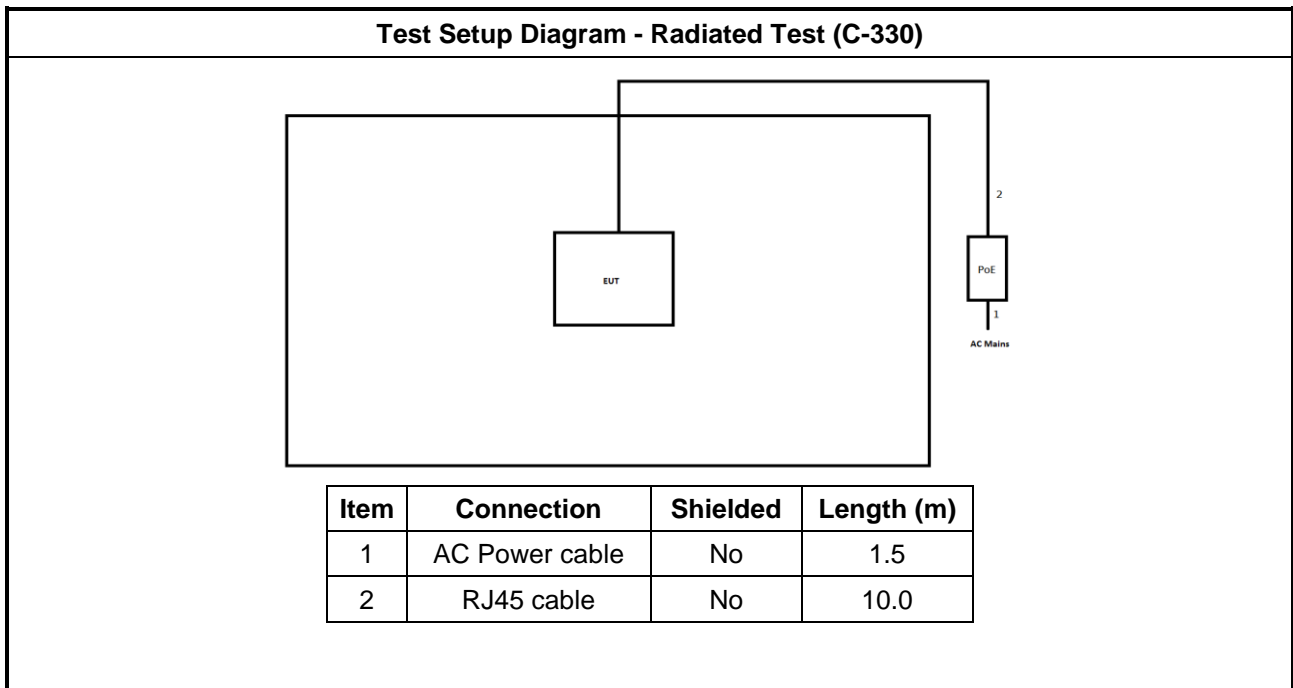 Test Setup Diagram - Radiated Test (C-330)
2
PoE
EUT
1
AC Mains
Item Connection Shielded Length (m)
1 AC Power cable No 1.5
2 RJ45 cable No 10.0